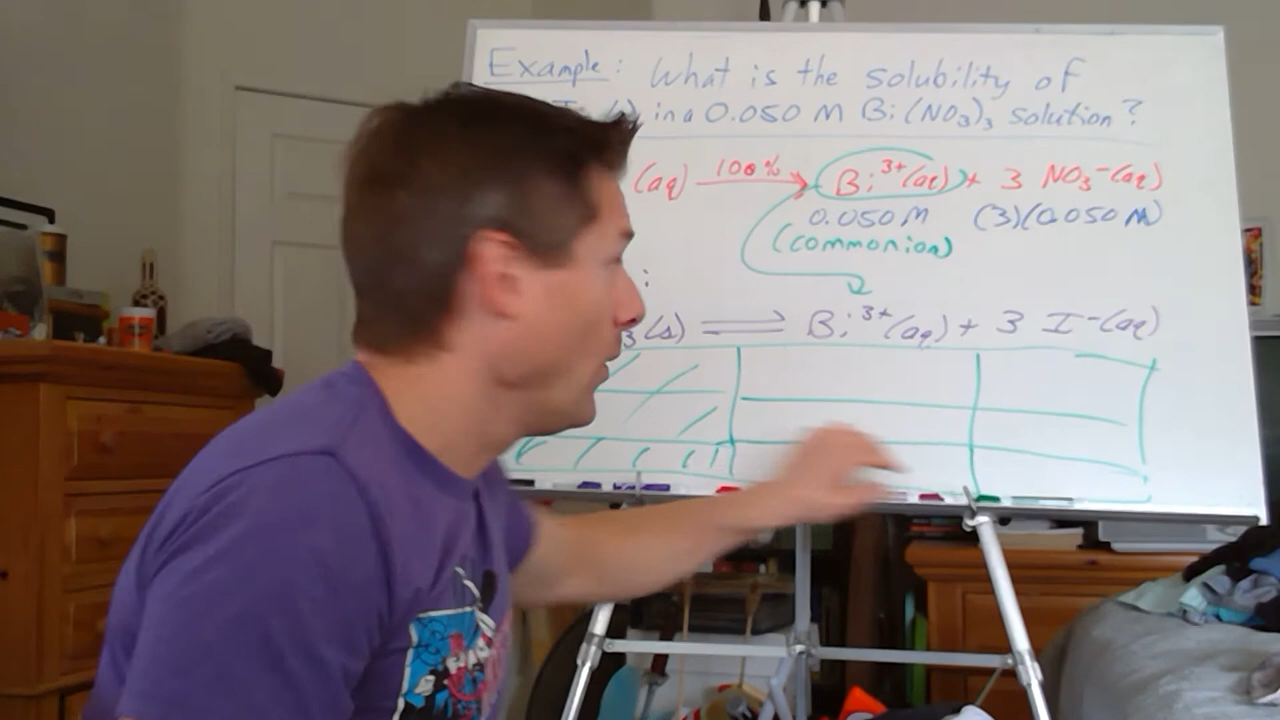 Example: What is the solubility of
in a 0.050 M Bi(NO₃)₃ solution?
(aq) 100% → Bi³⁺(aq) + 3 NO₃⁻(aq)
0.050 M (3)(0.050 M)
(common ion)
:
₃(s) ⇌ Bi³⁺(aq) + 3 I⁻(aq)